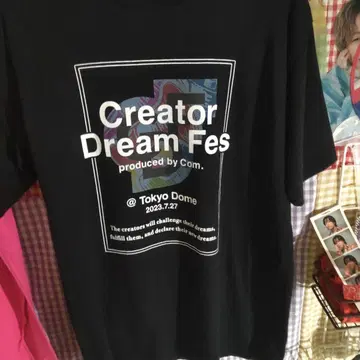 Creator
Dream Fes
produced by Com.
@ Tokyo Dome
2023.7.27
The creators will challenge their dreams,
fulfill them, and declare their new dreams.